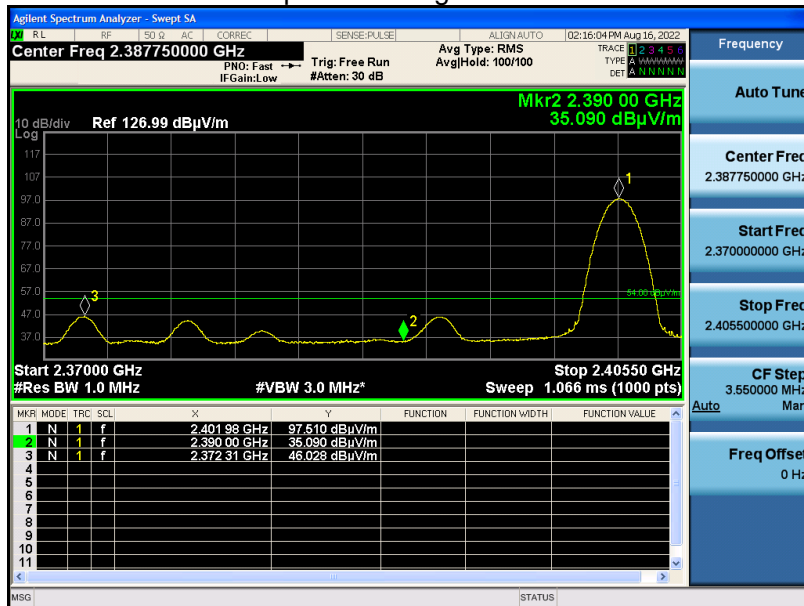 Agilent Spectrum Analyzer - Swept SA
LXI RL RF 50 Ω AC CORREC SENSE:PULSE ALIGN AUTO 02:16:04 PM Aug 16, 2022
Center Freq 2.387750000 GHz
PNO: Fast
IFGain:Low
Trig: Free Run
#Atten: 30 dB
Avg Type: RMS
Avg|Hold: 100/100
TRACE 1 2 3 4 5 6
TYPE A WWWWW
DET A N N N N N
Mkr2 2.390 00 GHz
35.090 dBµV/m
10 dB/div Ref 126.99 dBµV/m
Log
117
107
97.0
87.0
77.0
67.0
57.0
47.0
37.0
1
54.00 dBµV/m
3
2
Start 2.37000 GHz Stop 2.40550 GHz
#Res BW 1.0 MHz #VBW 3.0 MHz* Sweep 1.066 ms (1000 pts)
MKR MODE TRC SCL X Y FUNCTION FUNCTION WIDTH FUNCTION VALUE
1 N 1 f 2.401 98 GHz 97.510 dBµV/m
2 N 1 f 2.390 00 GHz 35.090 dBµV/m
3 N 1 f 2.372 31 GHz 46.028 dBµV/m
4
5
6
7
8
9
10
11
MSG STATUS
Frequency
Auto Tune
Center Freq
2.387750000 GHz
Start Freq
2.370000000 GHz
Stop Freq
2.405500000 GHz
CF Step
3.550000 MHz
Auto Man
Freq Offset
0 Hz